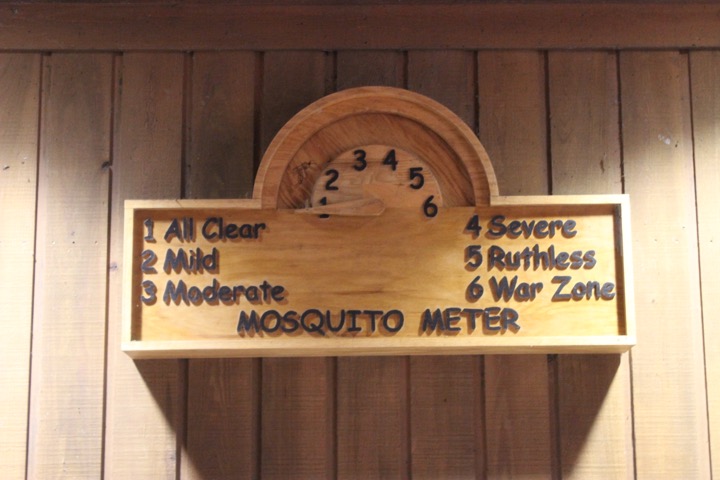 1 2 3 4 5 6
1 All Clear
2 Mild
3 Moderate
4 Severe
5 Ruthless
6 War Zone
MOSQUITO METER